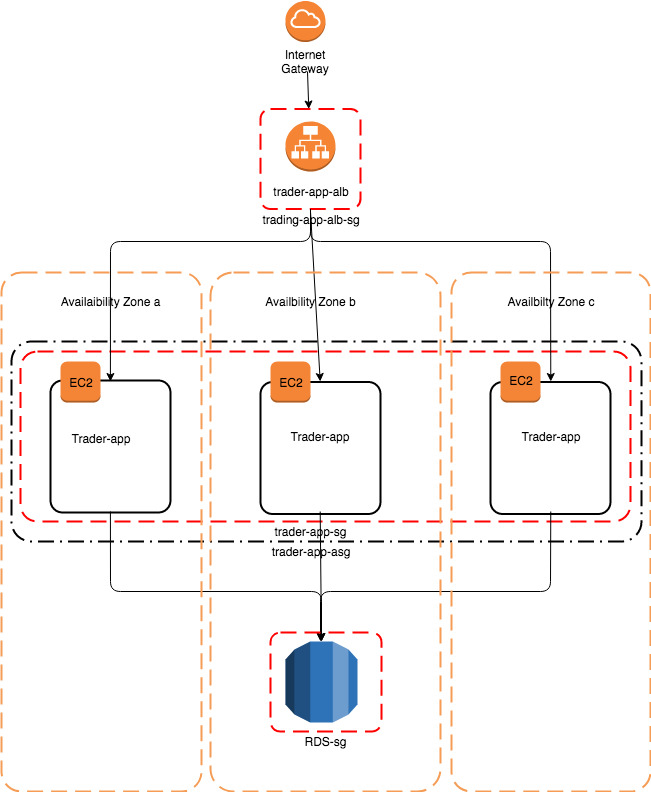 Internet
Gateway
trader-app-alb
trading-app-alb-sg
Availaibility Zone a
Availbility Zone b
Availbilty Zone c
EC2
EC2
EC2
Trader-app
Trader-app
Trader-app
trader-app-sg
trader-app-asg
RDS-sg